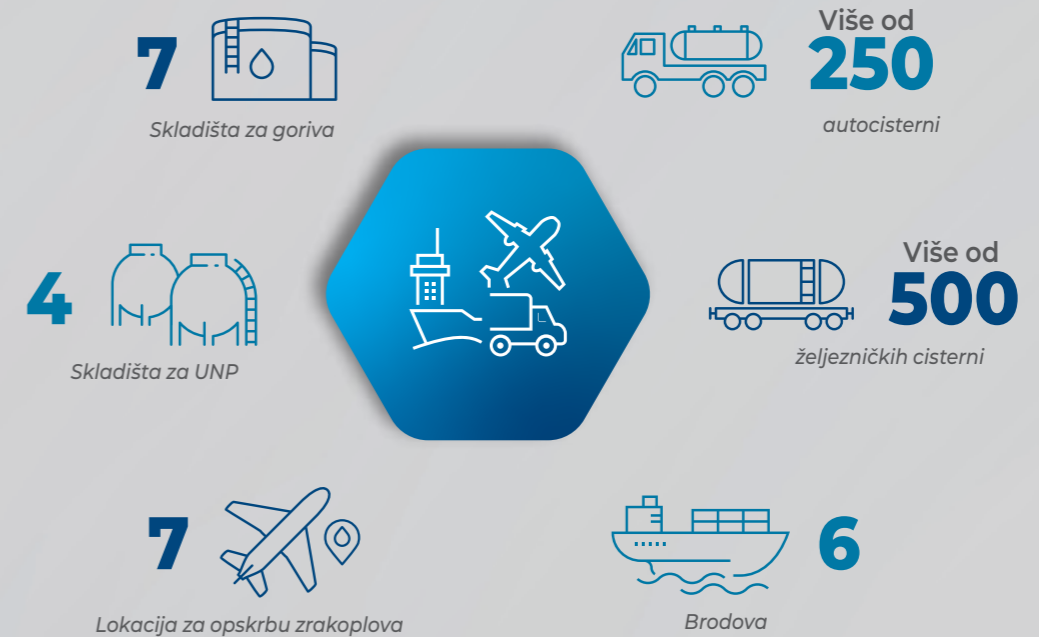 7
Skladišta za goriva
Više od
250
autocisterni
4
Skladišta za UNP
Više od
500
željezničkih cisterni
7
Lokacija za opskrbu zrakoplova
6
Brodova